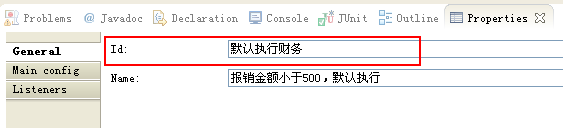 Problems @ Javadoc Declaration Console JUnit Outline Properties
General
Id: 默认执行财务
Main config
Name: 报销金额小于500，默认执行
Listeners